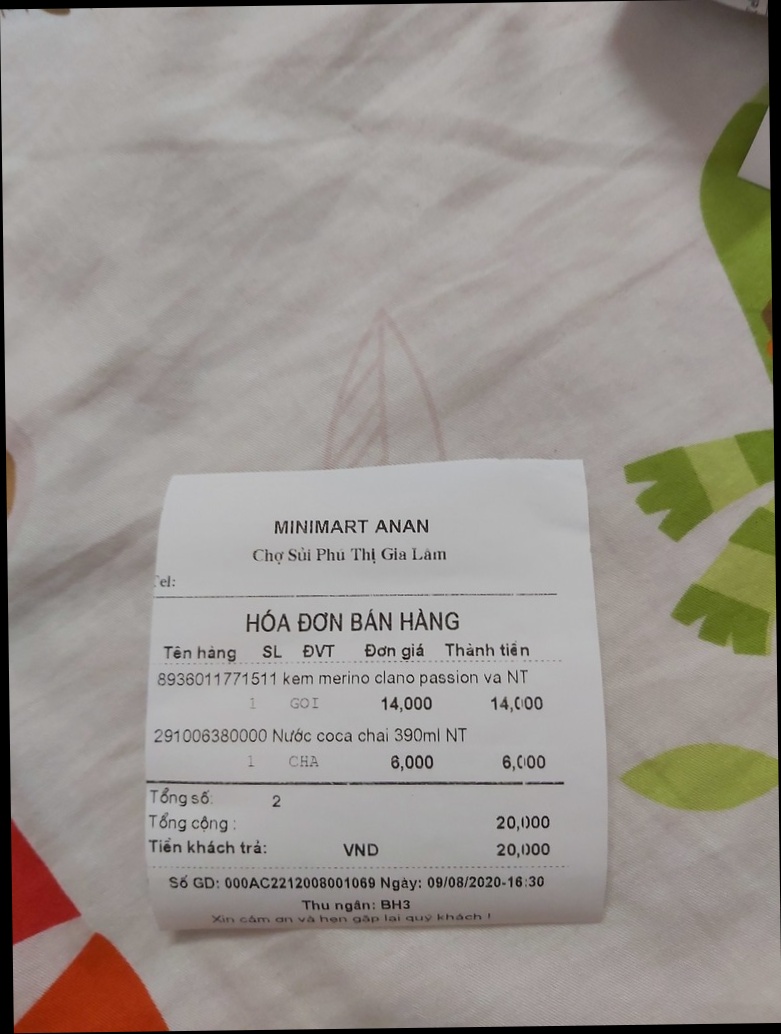 MINIMART ANAN
Chợ Sủi Phú Thị Gia Lâm
Tel:
HÓA ĐƠN BÁN HÀNG
Tên hàng SL ĐVT Đơn giá Thành tiền
8936011771511 kem merino clano passion va NT
1 GOI 14,000 14,000
291006380000 Nước coca chai 390ml NT
1 CHA 6,000 6,000
Tổng số: 2
Tổng cộng : 20,000
Tiền khách trả: VND 20,000
Số GD: 000AC2212008001069 Ngày: 09/08/2020-16:30
Thu ngân: BH3
Xin cảm ơn và hẹn gặp lại quý khách !